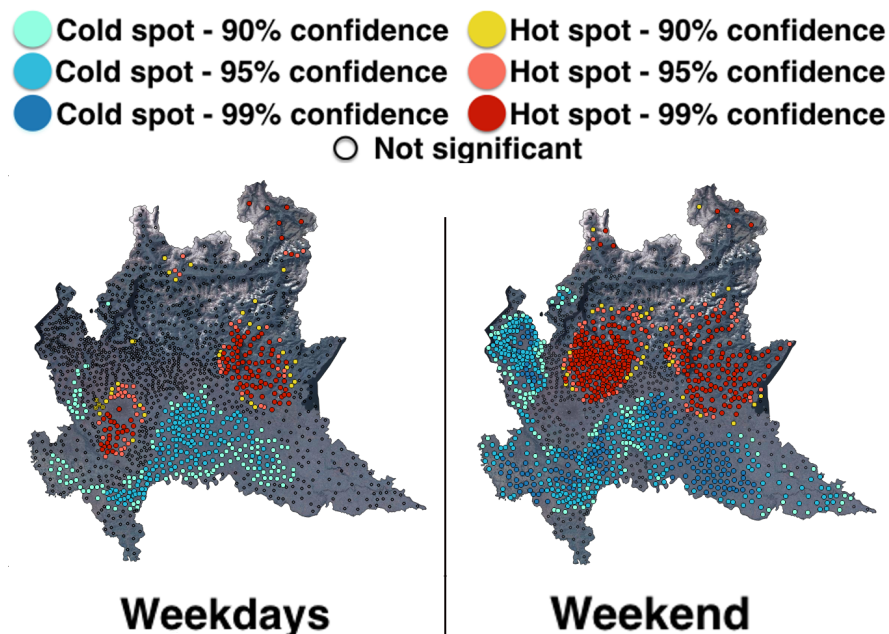 Cold spot - 90% confidence Hot spot - 90% confidence
Cold spot - 95% confidence Hot spot - 95% confidence
Cold spot - 99% confidence Hot spot - 99% confidence
Not significant
Weekdays Weekend